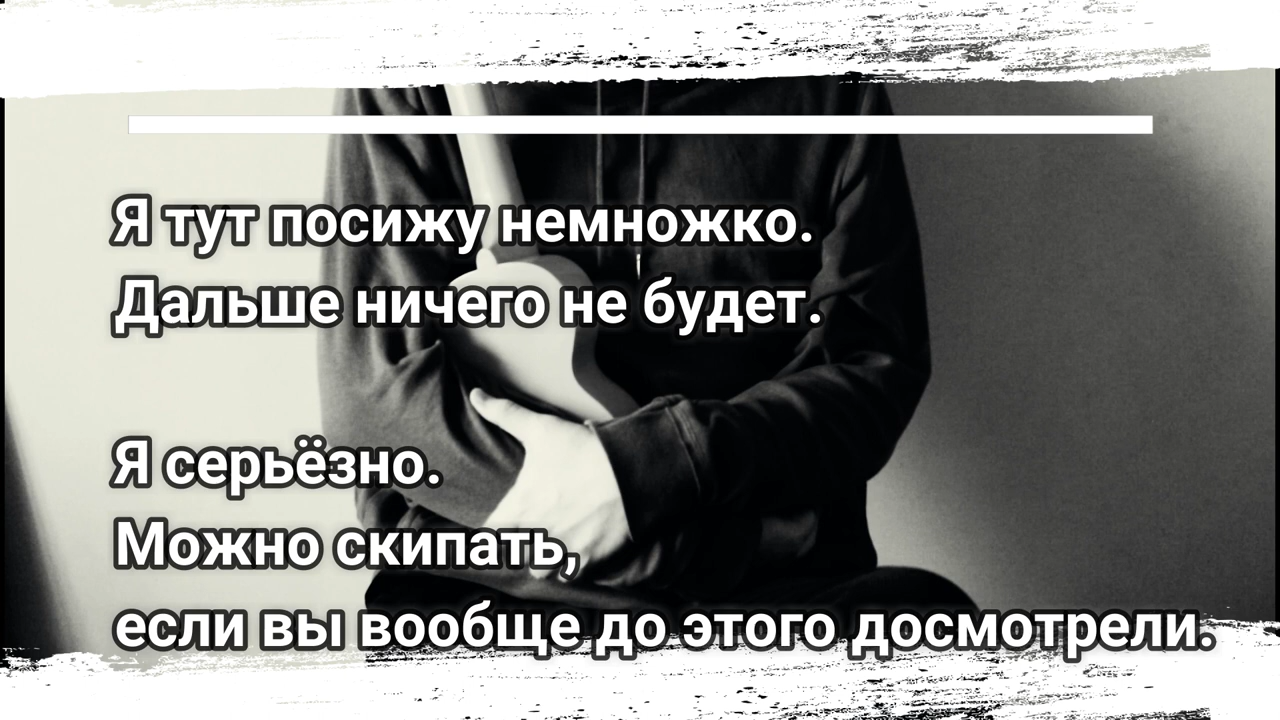 Я тут посижу немножко.
Дальше ничего не будет.
Я серьёзно.
Можно скипать,
если вы вообще до этого досмотрели.